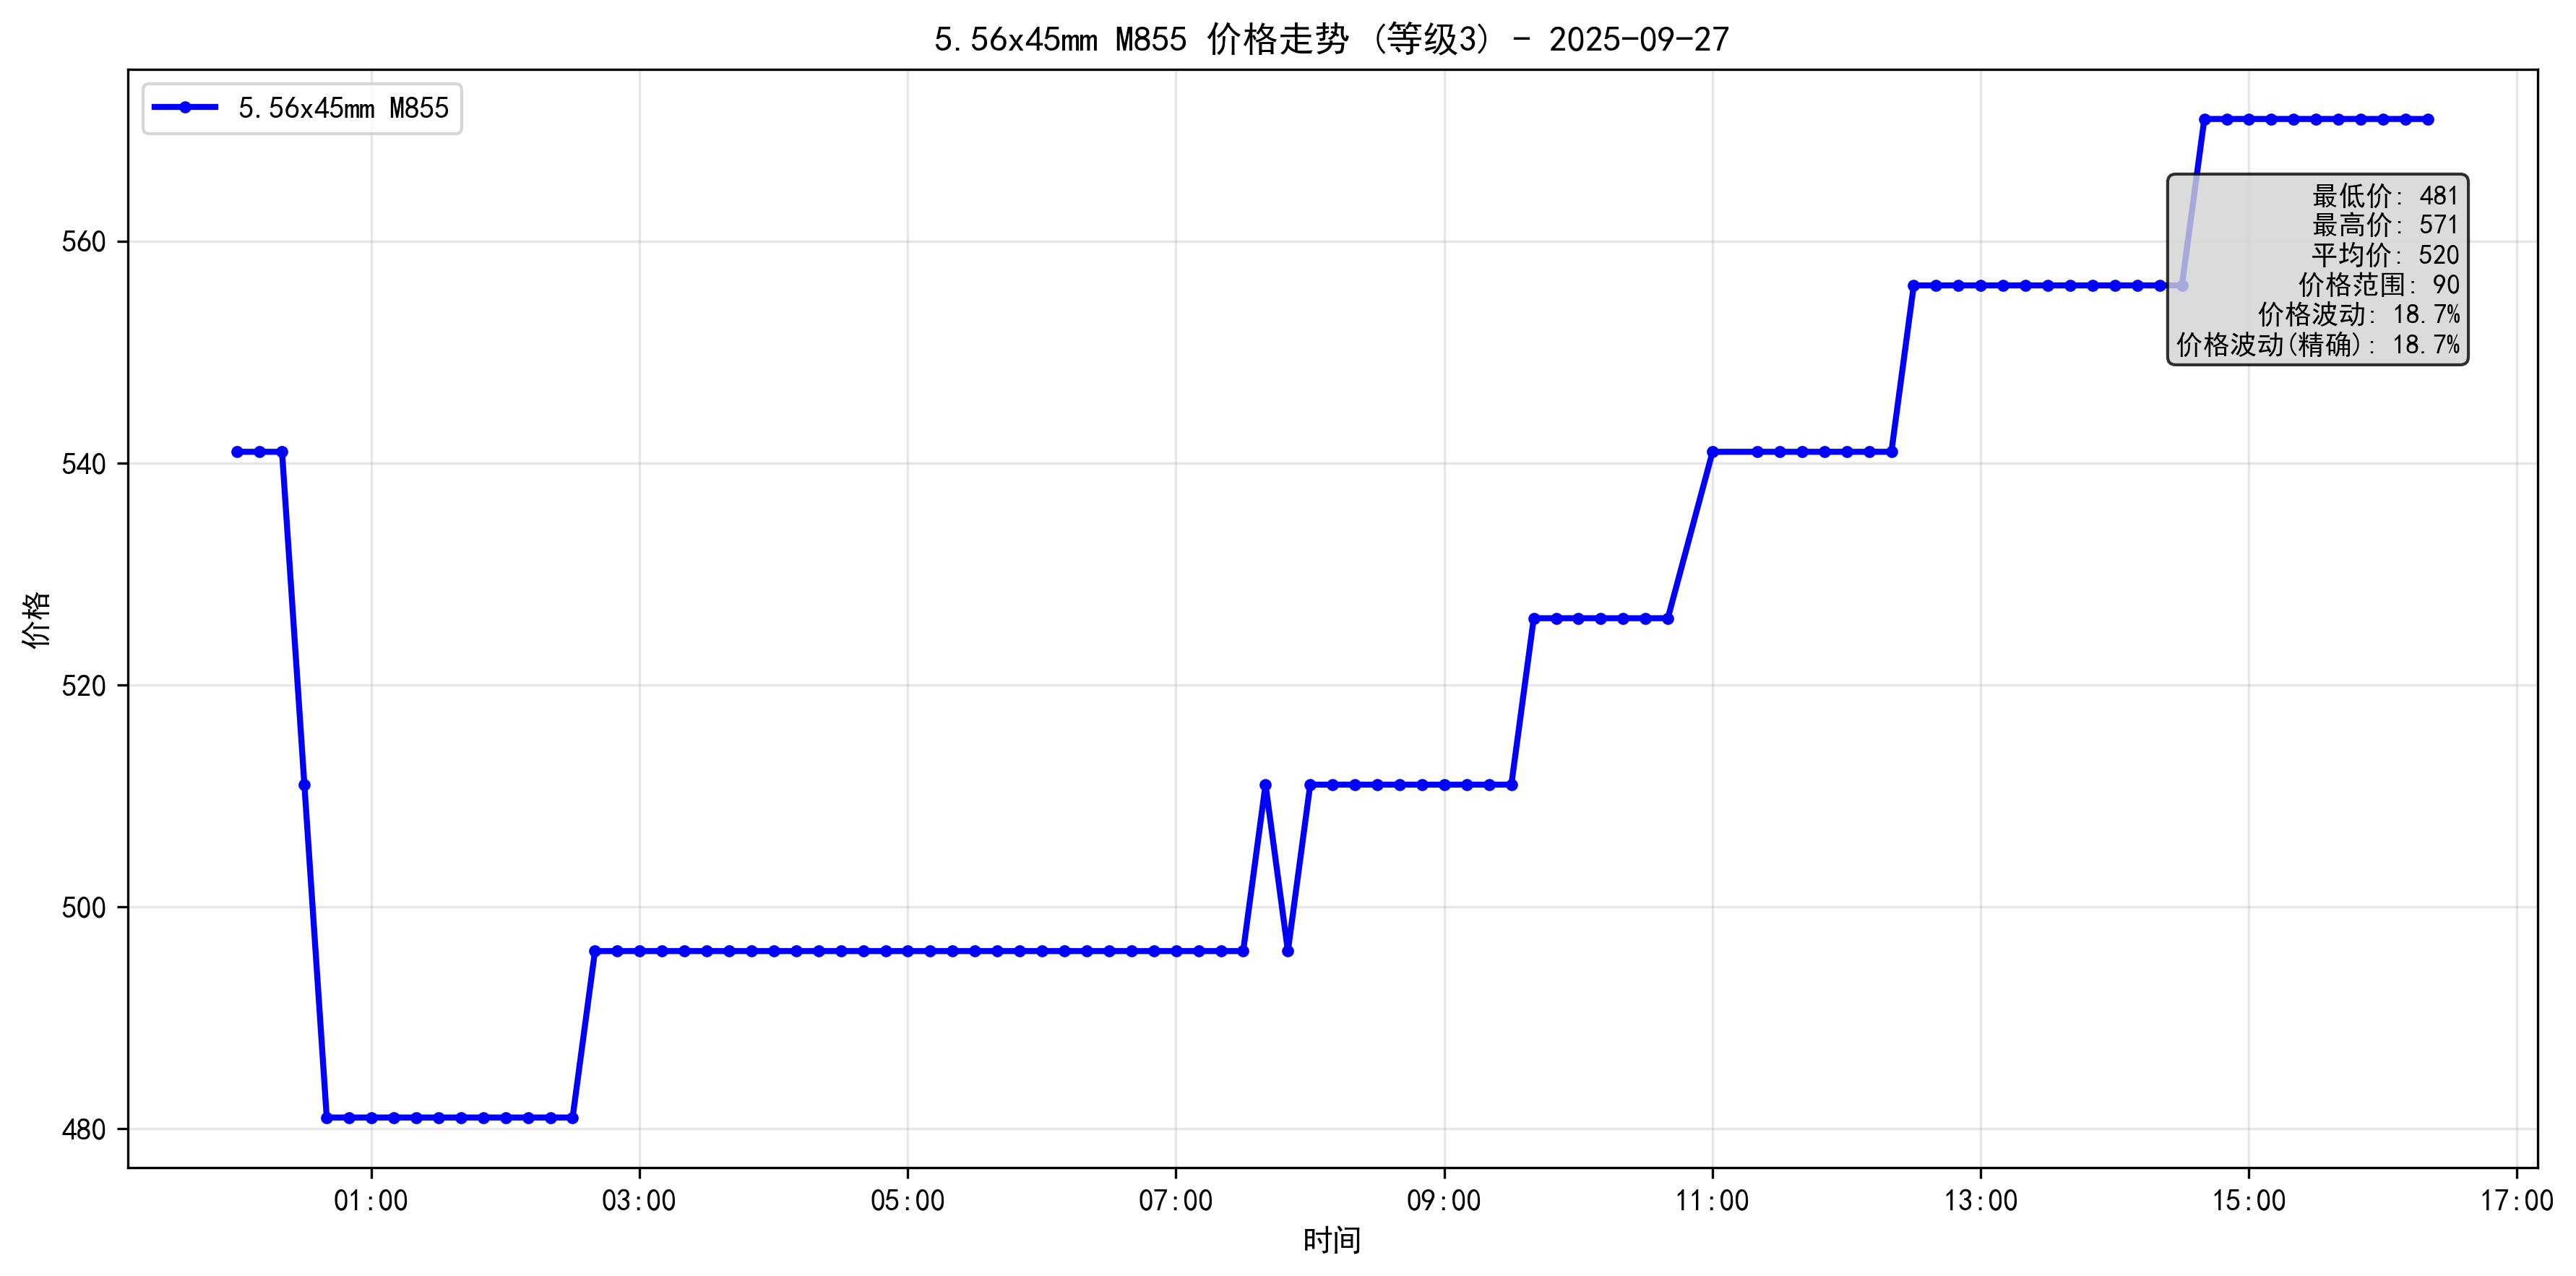 5.56x45mm M855 价格走势 (等级3) - 2025-09-27
5.56x45mm M855
最低价: 481
最高价: 571
平均价: 520
价格范围: 90
价格波动: 18.7%
价格波动(精确): 18.7%
价格
560
540
520
500
480
01:00 03:00 05:00 07:00 09:00 11:00 13:00 15:00 17:00
时间